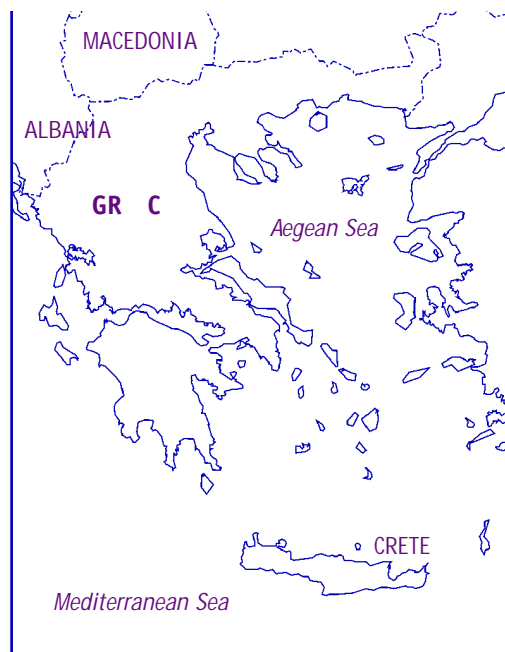 MACEDONIA
ALBANIA
GR C
Aegean Sea
CRETE
Mediterranean Sea